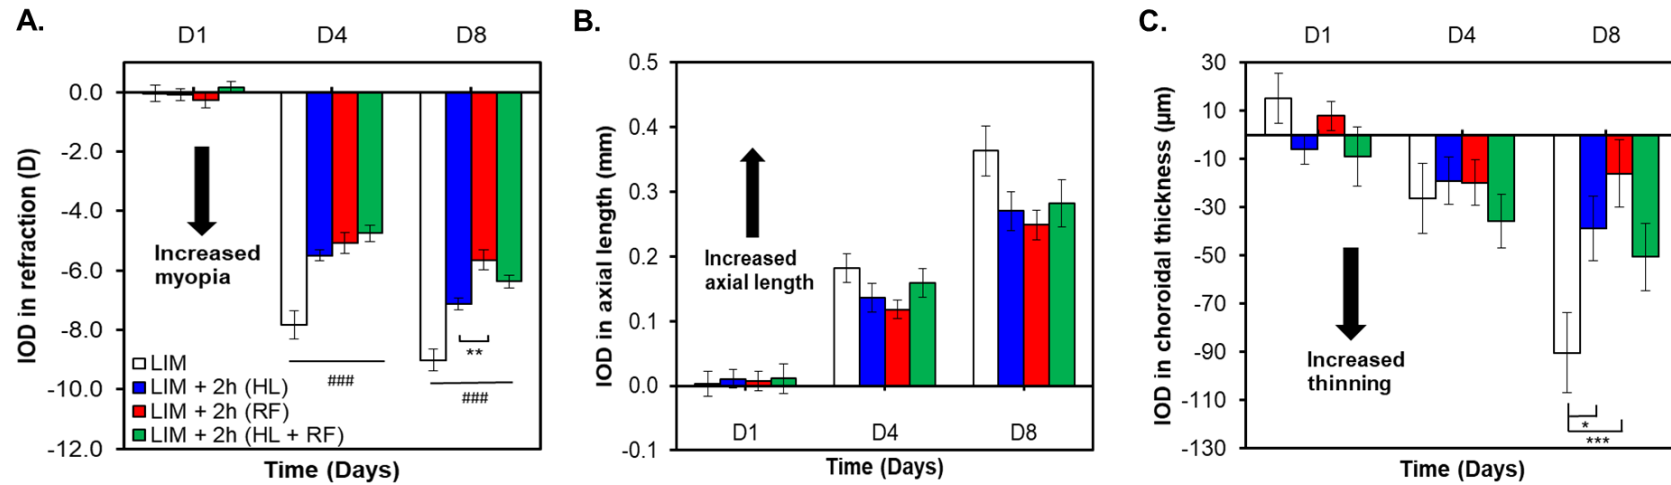 A.
D1 D4 D8
0.0
-2.0
-4.0
-6.0
-8.0
-10.0
-12.0
IOD in refraction (D)
Increased
myopia
**
###
###
LIM
LIM + 2h (HL)
LIM + 2h (RF)
LIM + 2h (HL + RF)
Time (Days)
B.
0.5
0.4
0.3
0.2
0.1
0.0
-0.1
IOD in axial length (mm)
Increased
axial length
D1 D4 D8
Time (Days)
C.
D1 D4 D8
30
10
-10
-30
-50
-70
-90
-110
-130
IOD in choroidal thickness (µm)
Increased
thinning
*
***
Time (Days)